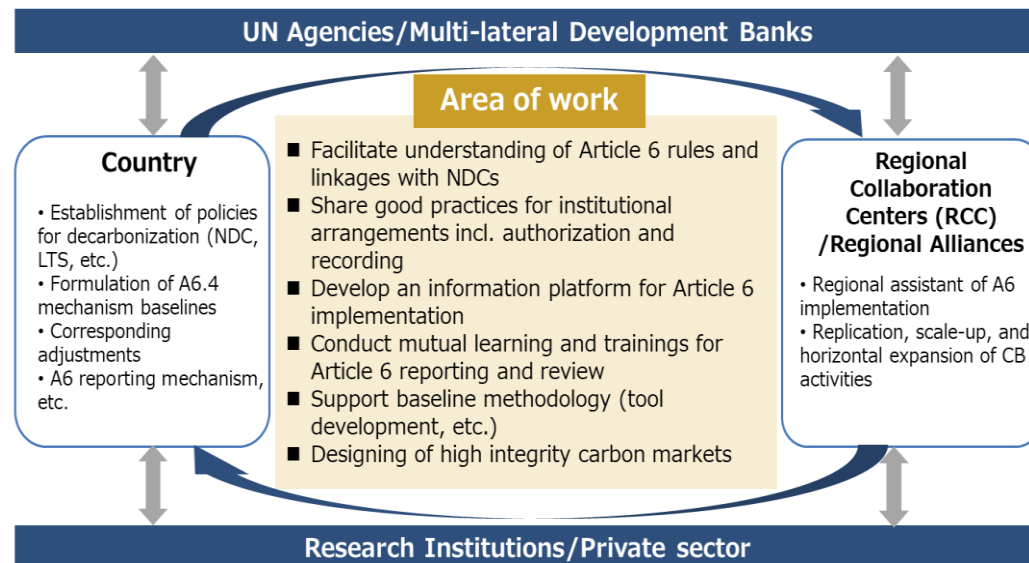 UN Agencies/Multi-lateral Development Banks
Area of work
Country
• Establishment of policies
for decarbonization (NDC,
LTS, etc.)
• Formulation of A6.4
mechanism baselines
• Corresponding
adjustments
• A6 reporting mechanism,
etc.
■ Facilitate understanding of Article 6 rules and
linkages with NDCs
■ Share good practices for institutional
arrangements incl. authorization and
recording
■ Develop an information platform for Article 6
implementation
■ Conduct mutual learning and trainings for
Article 6 reporting and review
■ Support baseline methodology (tool
development, etc.)
■ Designing of high integrity carbon markets
Regional
Collaboration
Centers (RCC)
/Regional Alliances
• Regional assistant of A6
implementation
• Replication, scale-up, and
horizontal expansion of CB
activities
Research Institutions/Private sector